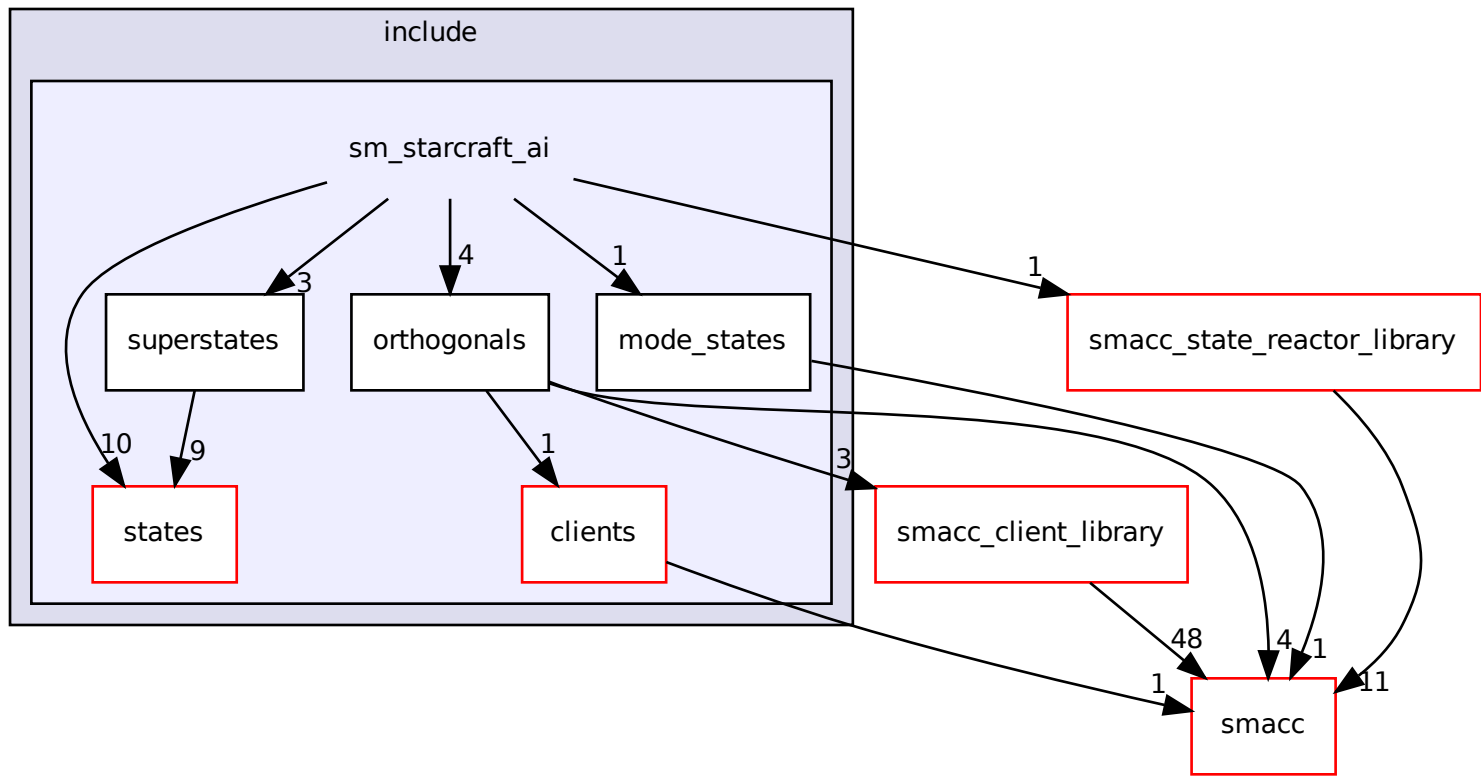 include
sm_starcraft_ai
1
1
4
3
superstates
orthogonals
mode_states
smacc_state_reactor_library
10
9
1
3
states
clients
smacc_client_library
48
4
1
1
11
smacc